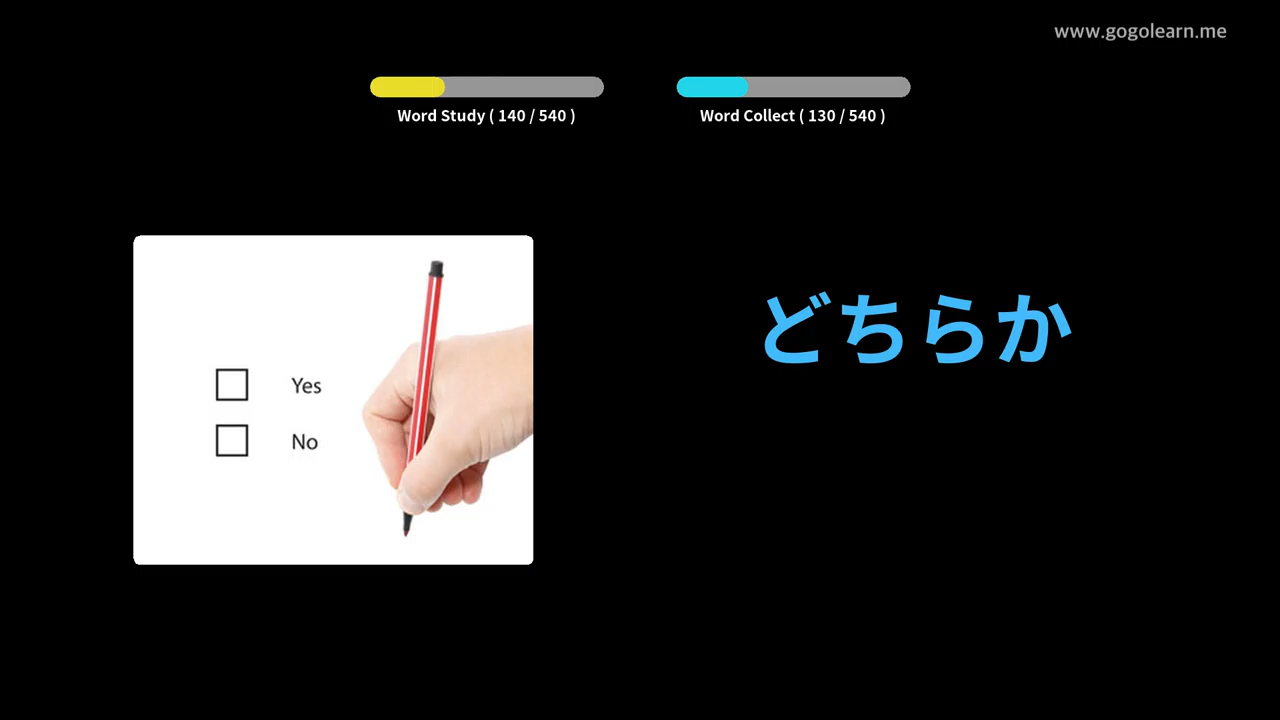 www.gogolearn.me
Word Study ( 140 / 540 )
Word Collect ( 130 / 540 )
Yes
No
どちらか